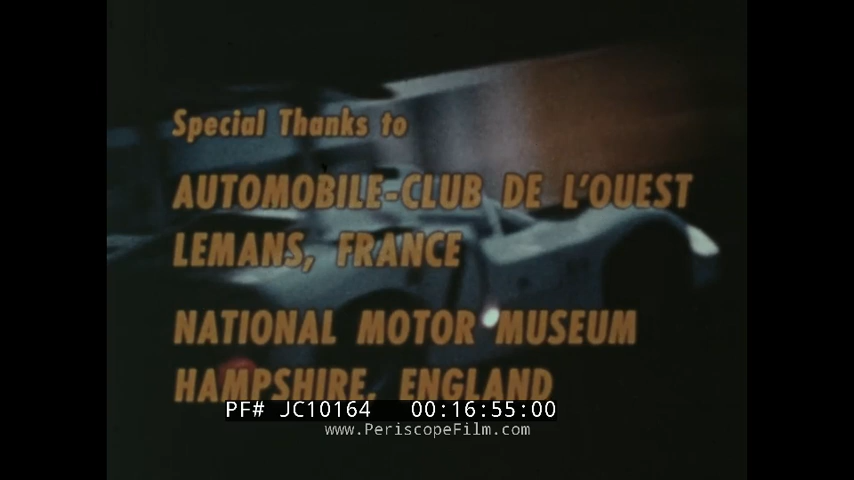 Special Thanks to
AUTOMOBILE-CLUB DE L'OUEST
LEMANS, FRANCE
NATIONAL MOTOR MUSEUM
HAMPSHIRE, ENGLAND
PF# JC10164 00:16:55:00
www.PeriscopeFilm.com